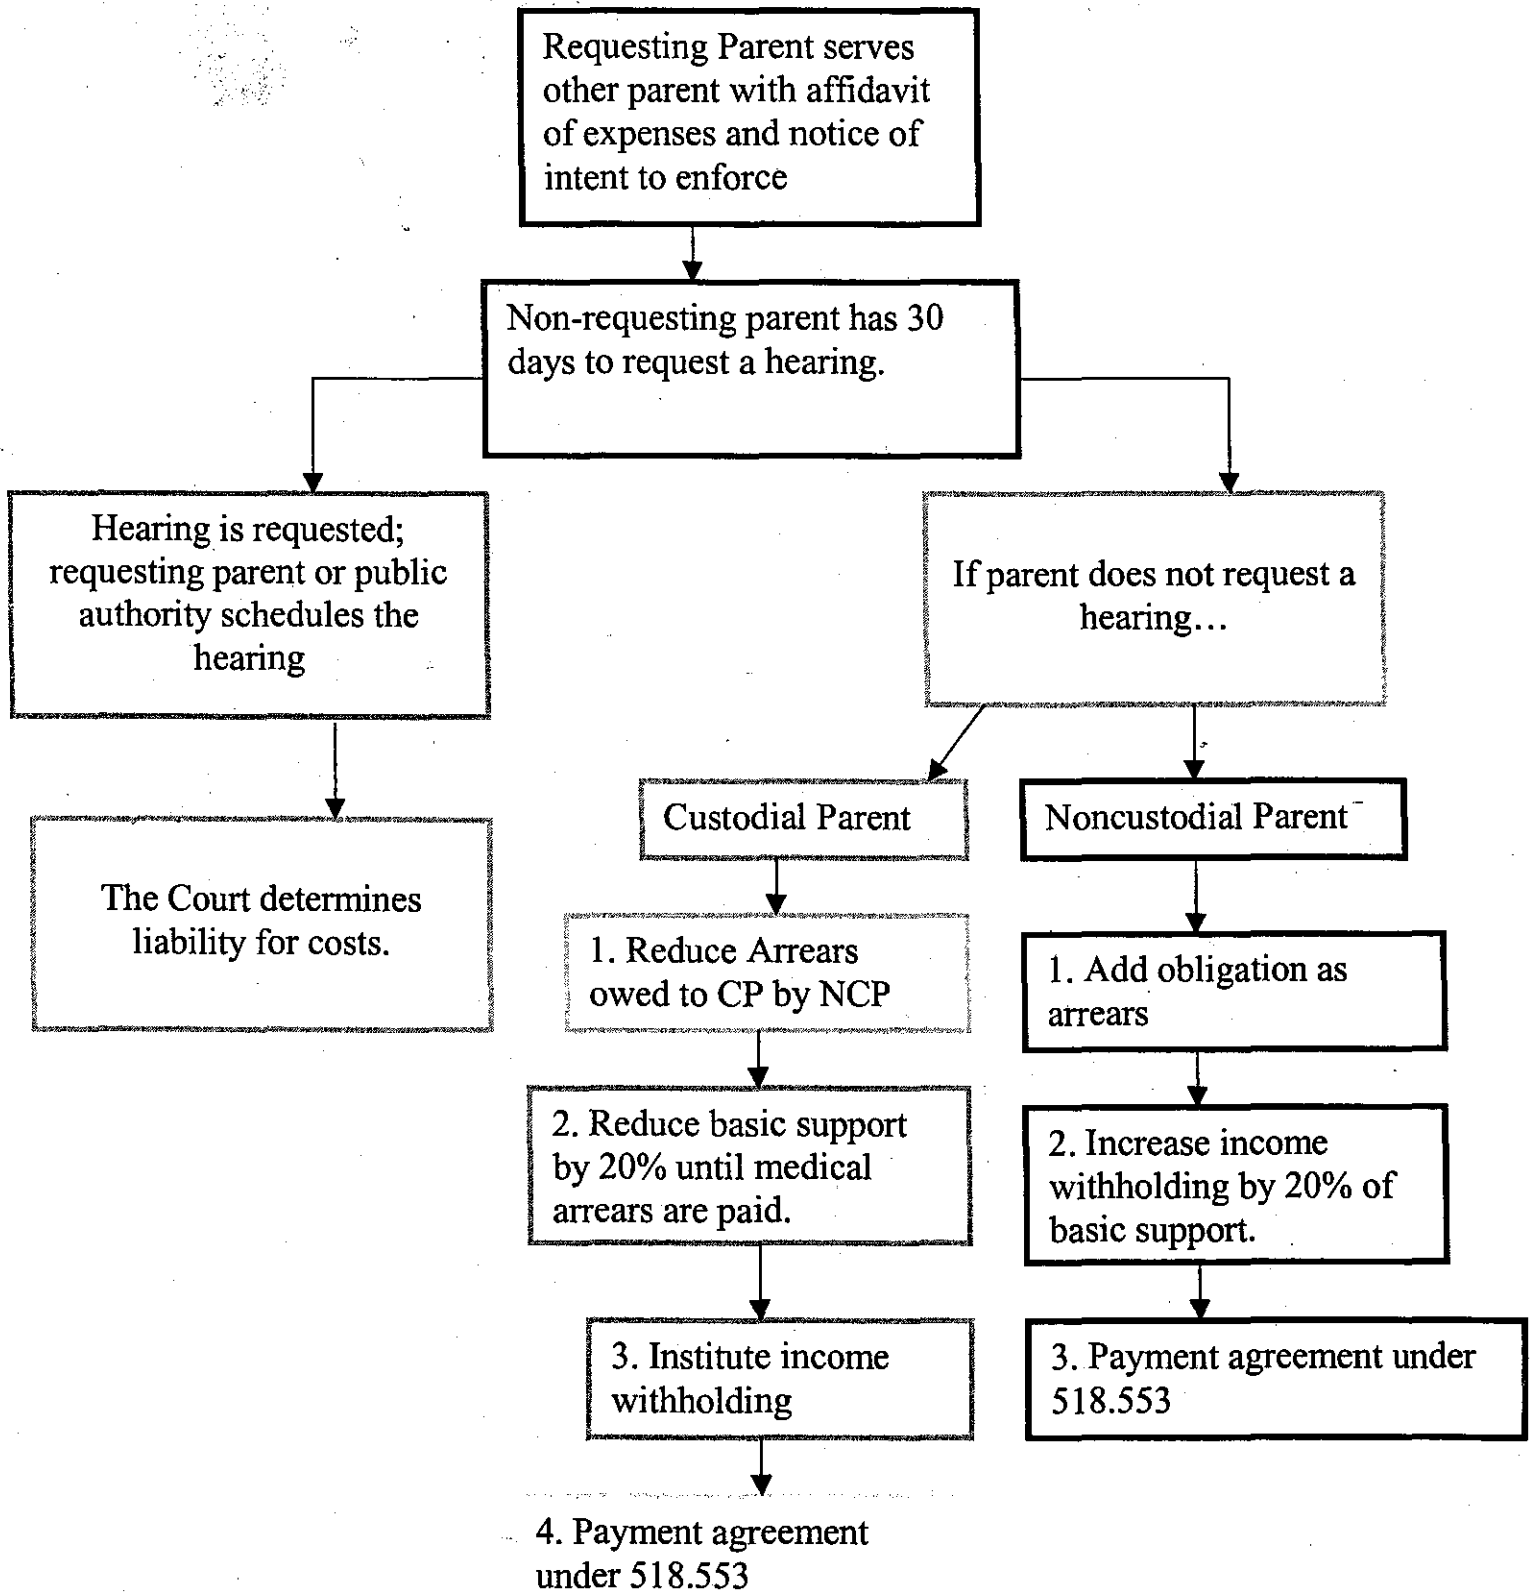 Requesting Parent serves
other parent with affidavit
of expenses and notice of
intent to enforce
Non-requesting parent has 30
days to request a hearing.
Hearing is requested;
requesting parent or public
authority schedules the
hearing
The Court determines
liability for costs.
If parent does not request a
hearing...
Custodial Parent
1. Reduce Arrears
owed to CP by NCP
2. Reduce basic support
by 20% until medical
arrears are paid.
3. Institute income
withholding
4. Payment agreement
under 518.553
Noncustodial Parent
1. Add obligation as
arrears
2. Increase income
withholding by 20% of
basic support.
3. Payment agreement under
518.553